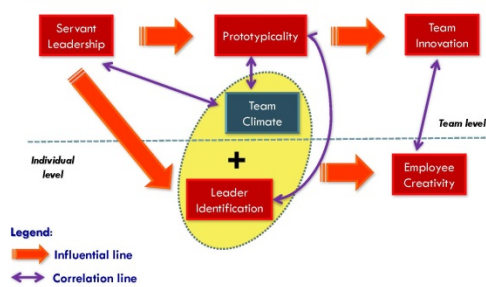 Servant
Leadership
Prototypicality
Team
Innovation
Team
Climate
Team level
Individual
level
+
Leader
Identification
Employee
Creativity
Legend:
Influential line
Correlation line